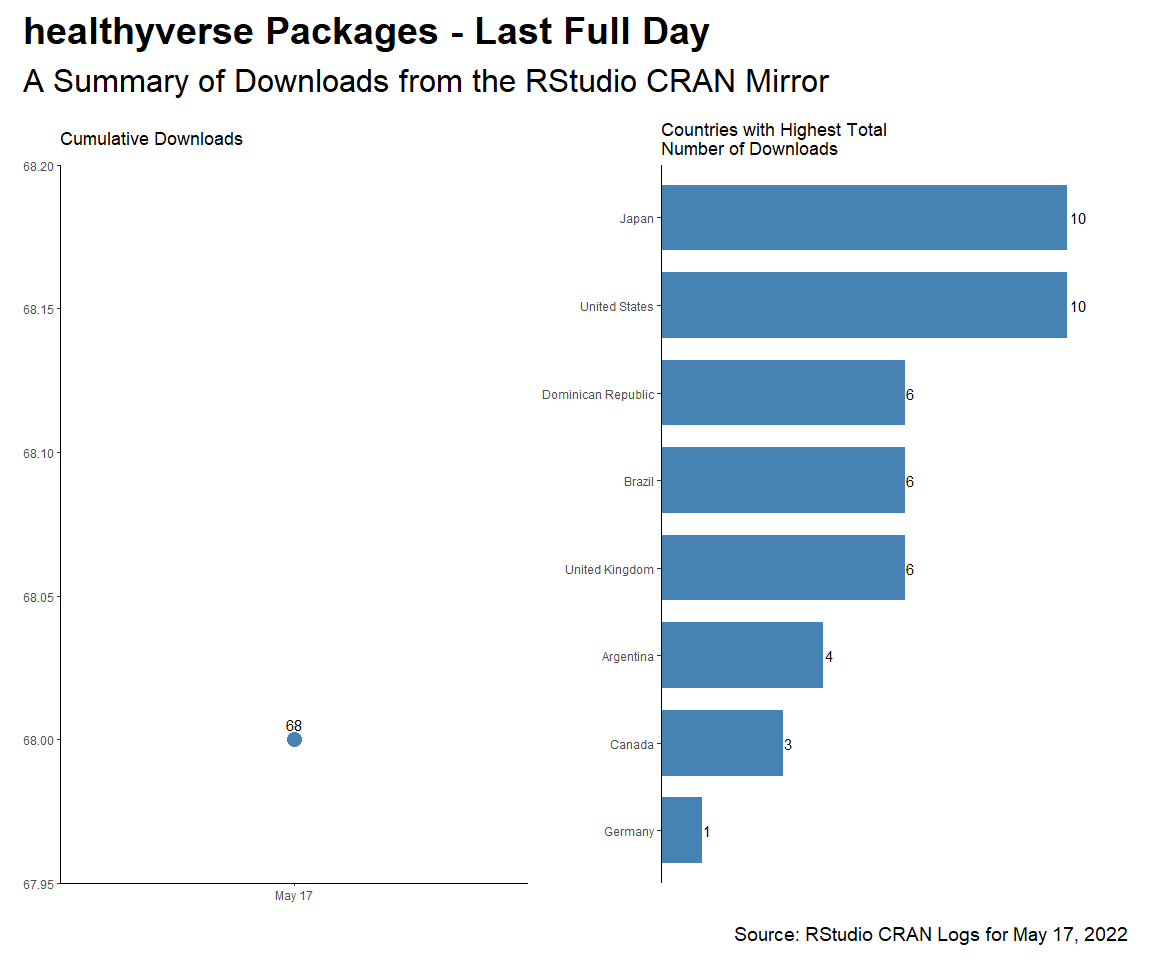 healthyverse Packages - Last Full Day
A Summary of Downloads from the RStudio CRAN Mirror
Cumulative Downloads
68.20
68.15
68.10
68.05
68.00
67.95
68
May 17
Countries with Highest Total
Number of Downloads
Japan 10
United States 10
Dominican Republic 6
Brazil 6
United Kingdom 6
Argentina 4
Canada 3
Germany 1
Source: RStudio CRAN Logs for May 17, 2022